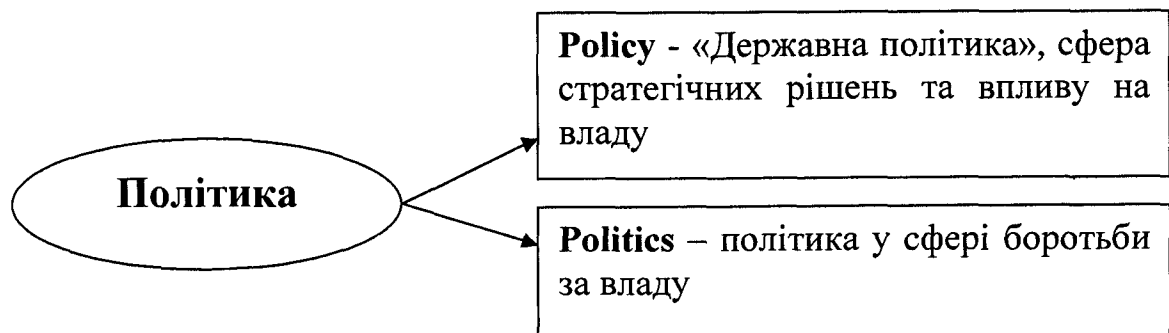 Політика
Policy - «Державна політика», сфера
стратегічних рішень та впливу на
владу
Politics – політика у сфері боротьби
за владу